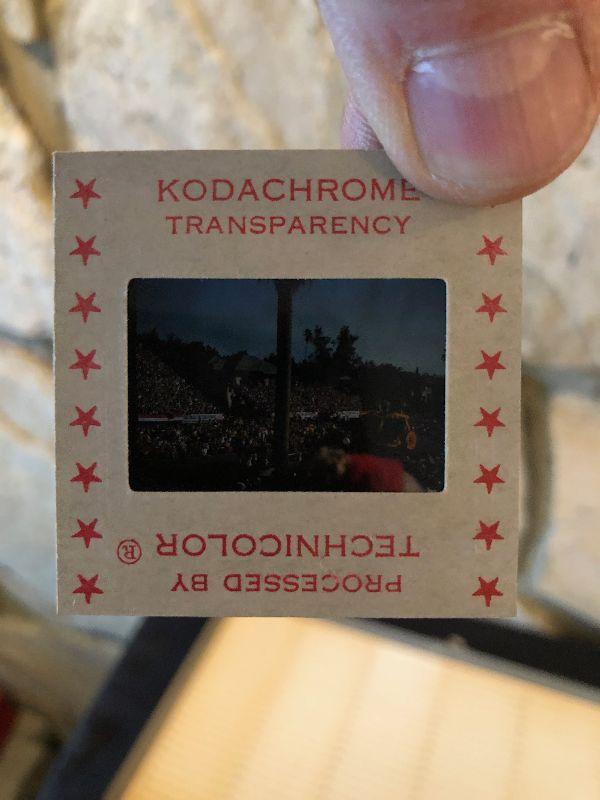 KODACHROME
TRANSPARENCY
PROCESSED BY
TECHNICOLOR ®